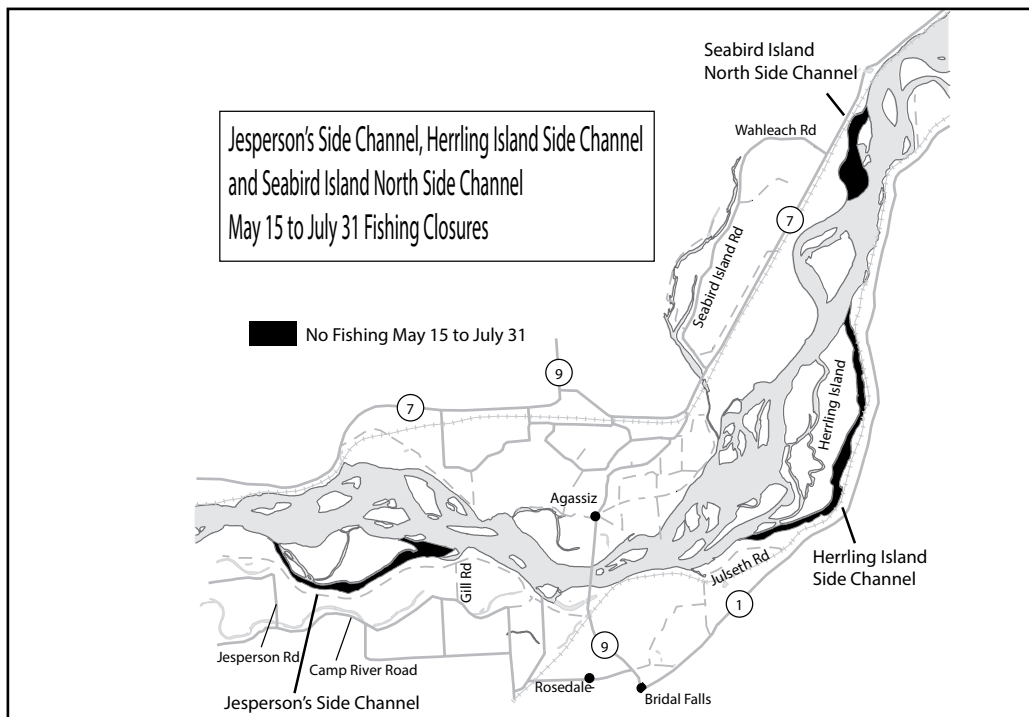 Seabird Island
North Side Channel
Jesperson's Side Channel, Herrling Island Side Channel
and Seabird Island North Side Channel
May 15 to July 31 Fishing Closures
Wahleach Rd
7
Seabird Island Rd
No Fishing May 15 to July 31
9
7
Herrling Island
Agassiz
Herrling Island
Side Channel
Julseth Rd
Gill Rd
1
9
Jesperson Rd
Camp River Road
Jesperson's Side Channel
Rosedale
Bridal Falls